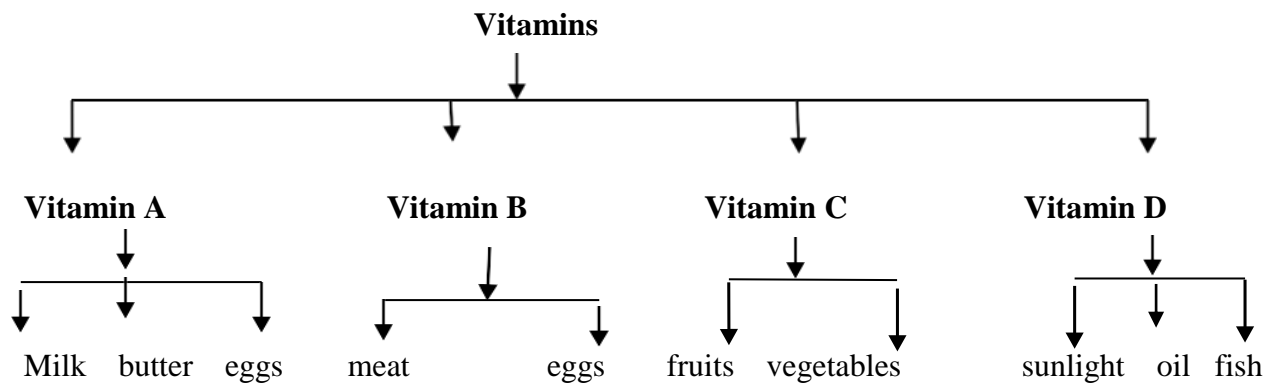 Vitamins
Vitamin A Vitamin B Vitamin C Vitamin D
Milk butter eggs meat eggs fruits vegetables sunlight oil fish